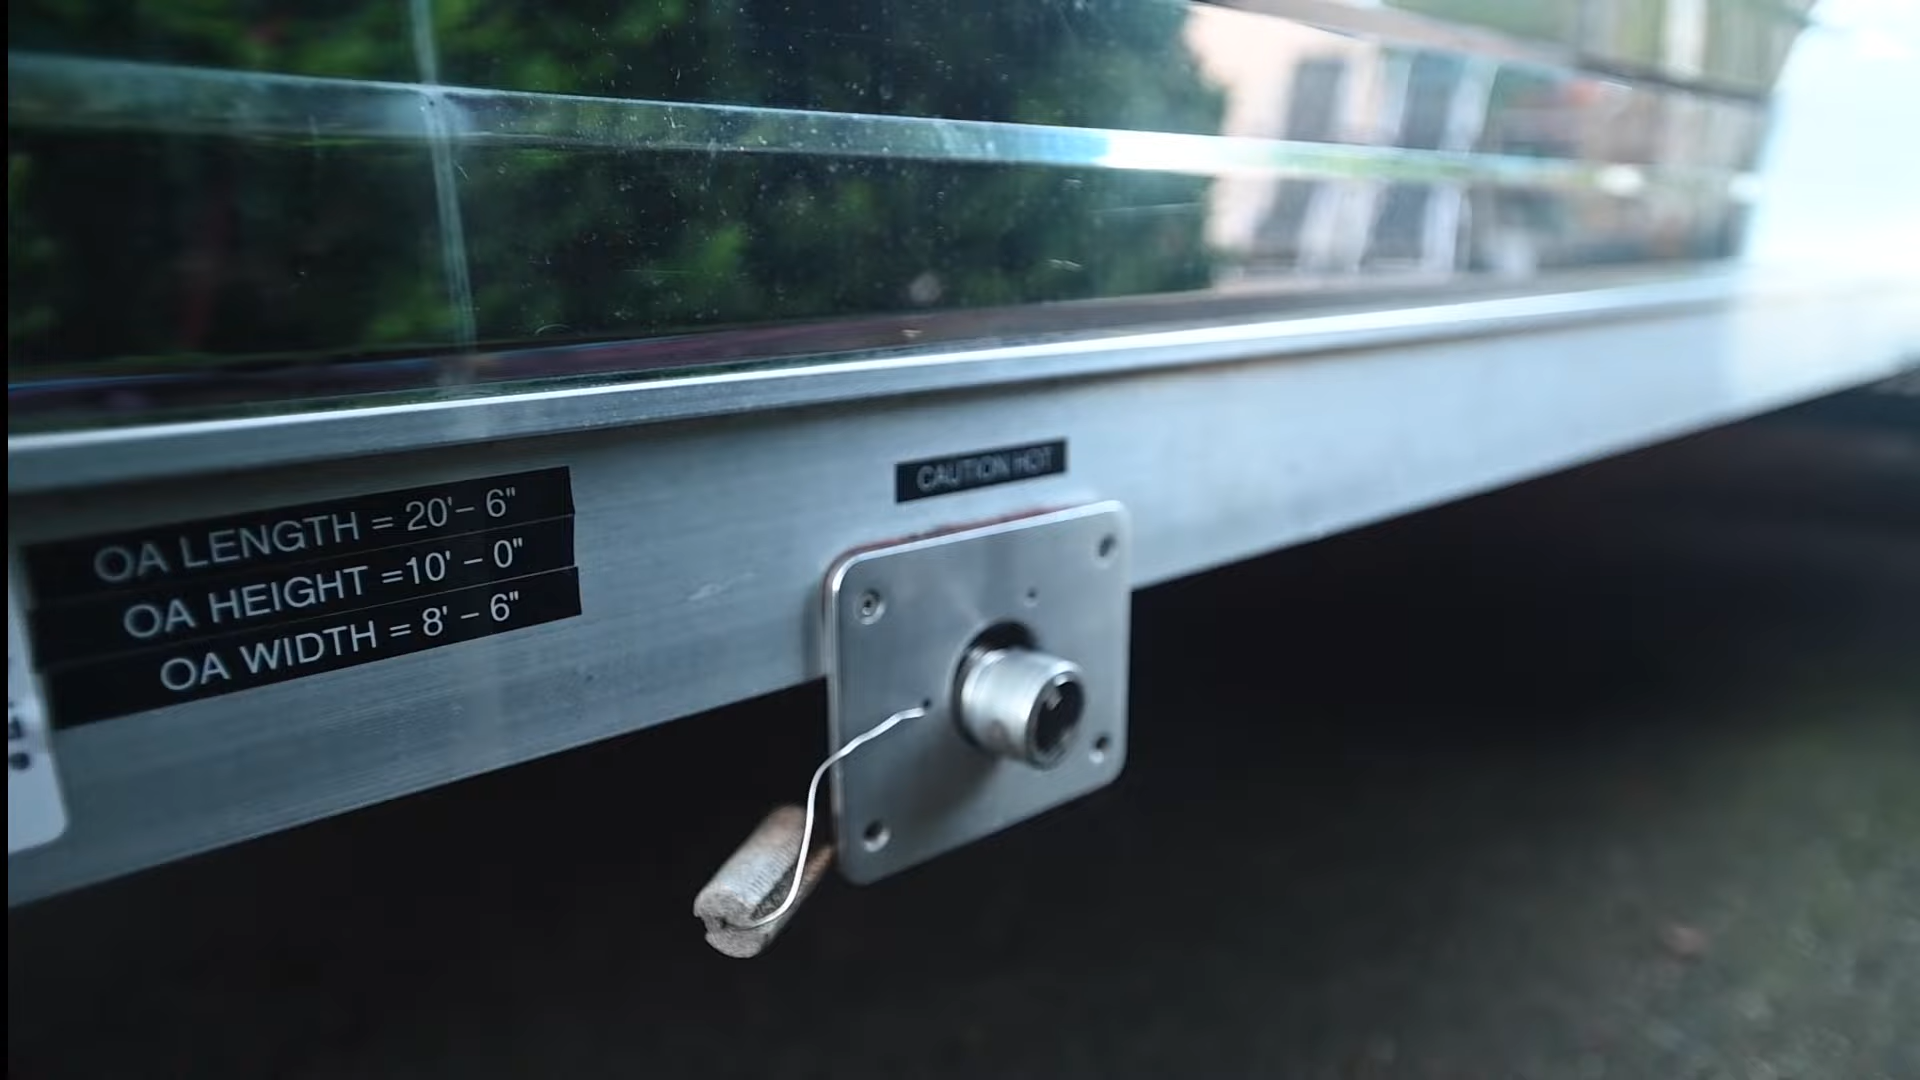 OA LENGTH = 20'– 6"
OA HEIGHT =10' – 0"
OA WIDTH = 8' – 6"
CAUTION HOT